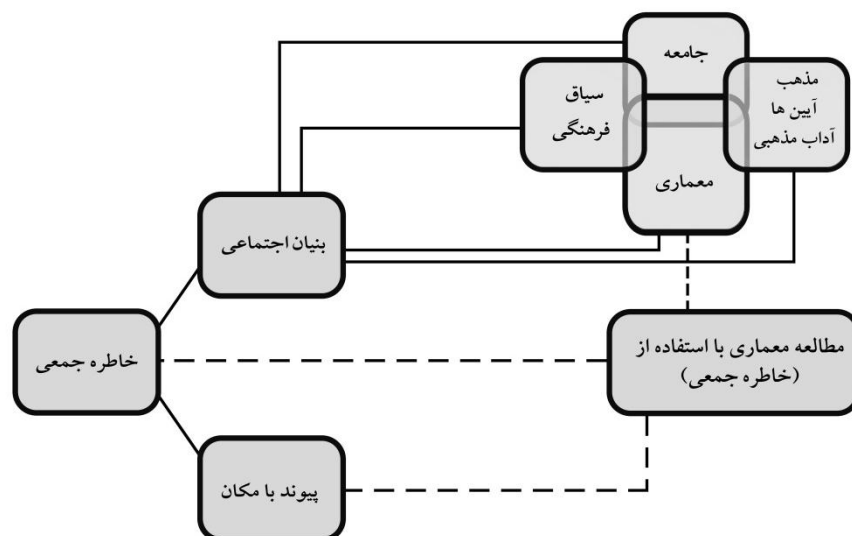 جامعه
مذهب
آیین ها
آداب مذهبی
سیاق
فرهنگی
معماری
بنیان اجتماعی
خاطره جمعی
مطالعه معماری با استفاده از
(خاطره جمعی)
پیوند با مکان